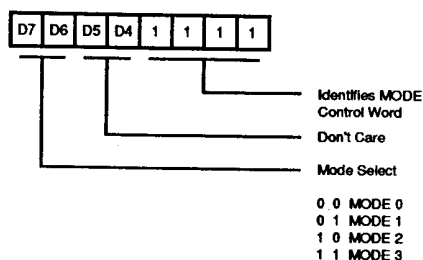 D7 D6 D5 D4 1 1 1 1
Identifies MODE
Control Word
Don't Care
Mode Select
0 0 MODE 0
0 1 MODE 1
1 0 MODE 2
1 1 MODE 3